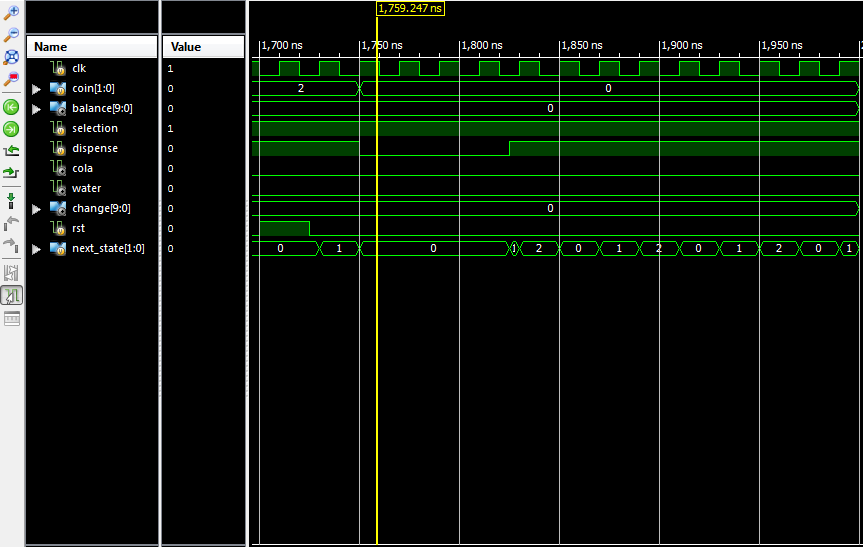 1,759.247 ns
Name Value 1,700 ns 1,750 ns 1,800 ns 1,850 ns 1,900 ns 1,950 ns
clk 1
coin[1:0] 0 2 0
balance[9:0] 0 0
selection 1
dispense 0
cola 0
water 0
change[9:0] 0 0
rst 0
next_state[1:0] 0 0 1 0 1 2 0 1 2 0 1 2 0 1